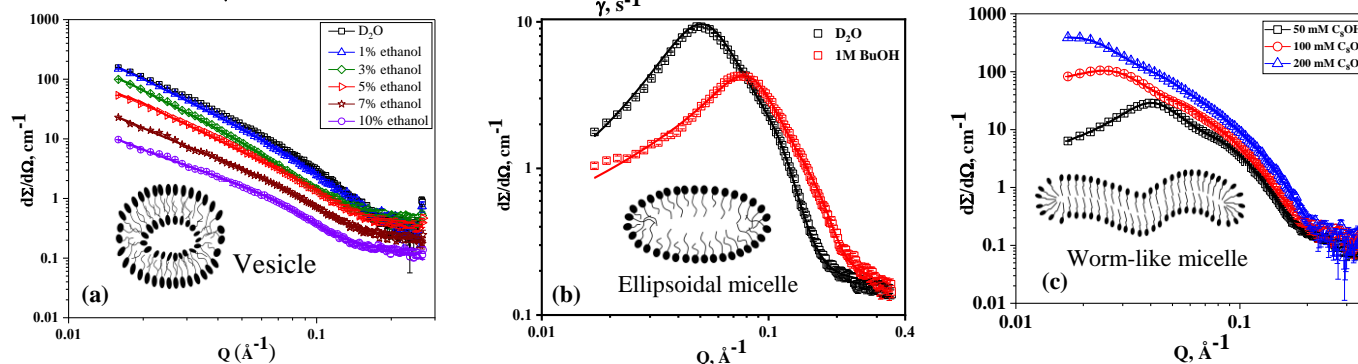 γ, s⁻¹
1000
100
10
1
0.1
0.01
dΣ/dΩ, cm⁻¹
D₂O
1% ethanol
3% ethanol
5% ethanol
7% ethanol
10% ethanol
Vesicle
(a)
0.01
0.1
Q (Å⁻¹)
10
1
0.1
dΣ/dΩ, cm⁻¹
D₂O
1M BuOH
Ellipsoidal micelle
(b)
0.01
0.1
0.4
Q, Å⁻¹
1000
100
10
1
0.1
0.01
dΣ/dΩ, cm⁻¹
50 mM C₈OH
100 mM C₈O
200 mM C₈O
Worm-like micelle
(c)
0.01
0.1
Q, Å⁻¹